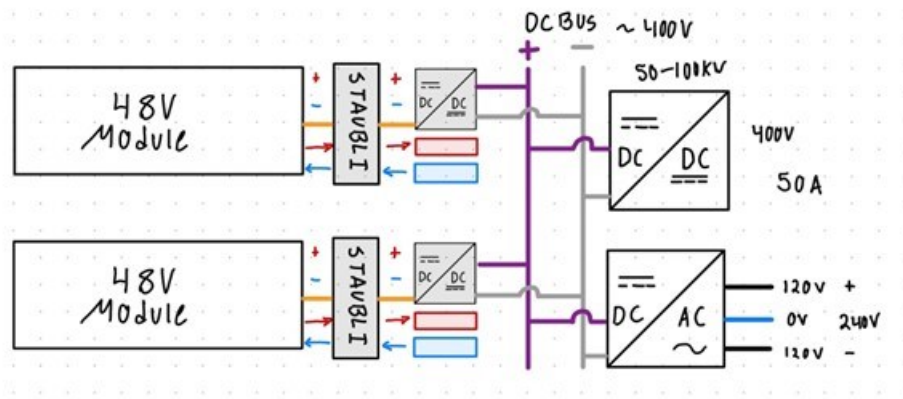 DC BUS ~ 400V
+ −
50-100KV
48V
Module
+ −
STAUBLI
+ −
DC DC
DC
DC
400V
50A
48V
Module
+ −
STAUBLI
+ −
DC DC
DC AC
~
120V +
0V 240V
120V −